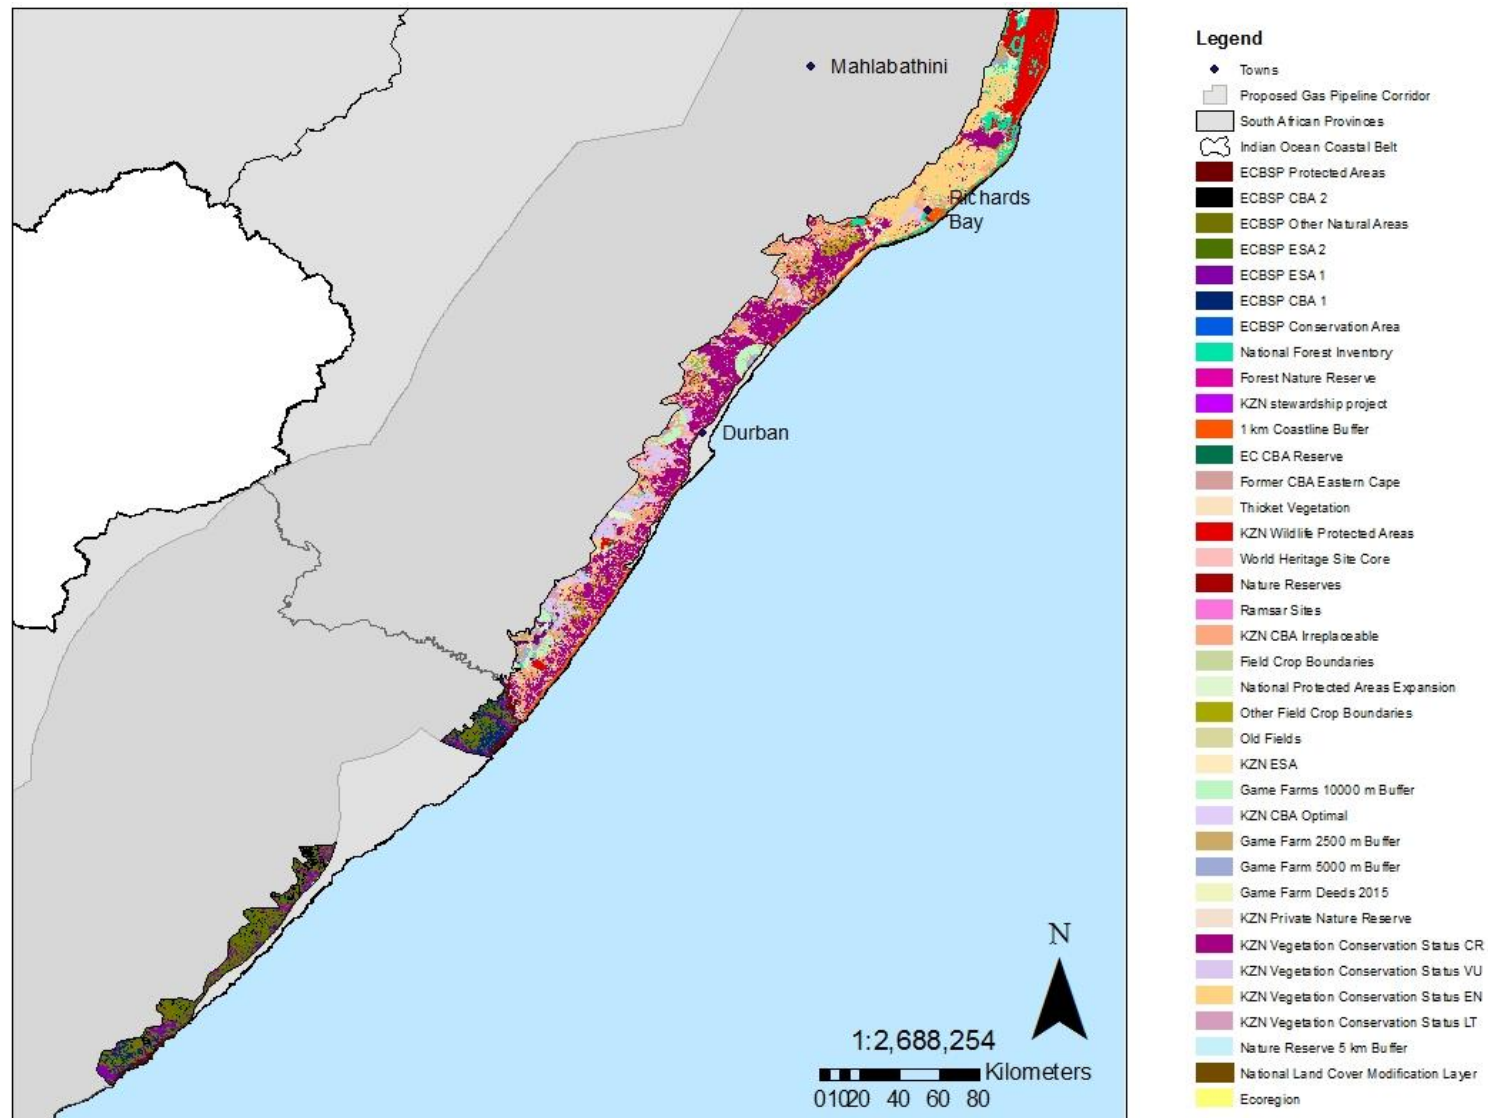 Mahlabathini
Richards
Bay
Durban
N
1:2,688,254
Kilometers
01020 40 60 80
Legend
Towns
Proposed Gas Pipeline Corridor
South African Provinces
Indian Ocean Coastal Belt
ECBSP Protected Areas
ECBSP CBA 2
ECBSP Other Natural Areas
ECBSP ESA 2
ECBSP ESA 1
ECBSP CBA 1
ECBSP Conservation Area
National Forest Inventory
Forest Nature Reserve
KZN stewardship project
1 km Coastline Buffer
EC CBA Reserve
Former CBA Eastern Cape
Thicket Vegetation
KZN Wildlife Protected Areas
World Heritage Site Core
Nature Reserves
Ramsar Sites
KZN CBA Irreplaceable
Field Crop Boundaries
National Protected Areas Expansion
Other Field Crop Boundaries
Old Fields
KZN ESA
Game Farms 10000 m Buffer
KZN CBA Optimal
Game Farm 2500 m Buffer
Game Farm 5000 m Buffer
Game Farm Deeds 2015
KZN Private Nature Reserve
KZN Vegetation Conservation Status CR
KZN Vegetation Conservation Status VU
KZN Vegetation Conservation Status EN
KZN Vegetation Conservation Status LT
Nature Reserve 5 km Buffer
National Land Cover Modification Layer
Ecoregion